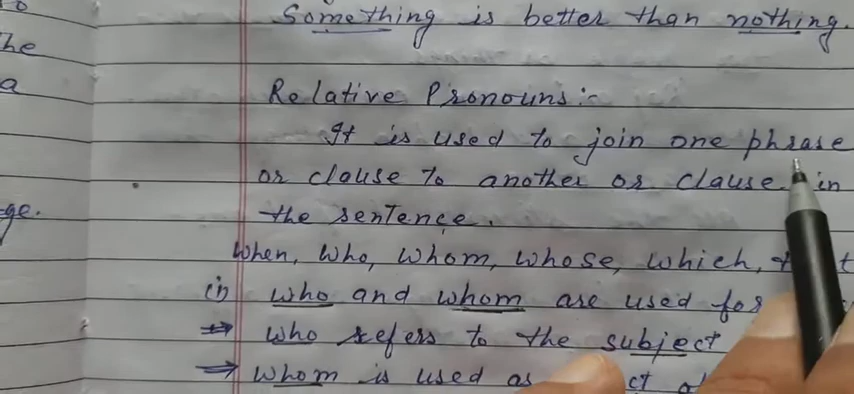 Something is better than nothing.
he
a
Relative Pronouns:-
It is used to join one phrase
or clause to another or clause in
ge.
the sentence.
When, who, whom, whose, which,
(i) who and whom are used for
⇒ who refers to the subject
⇒ whom is used as